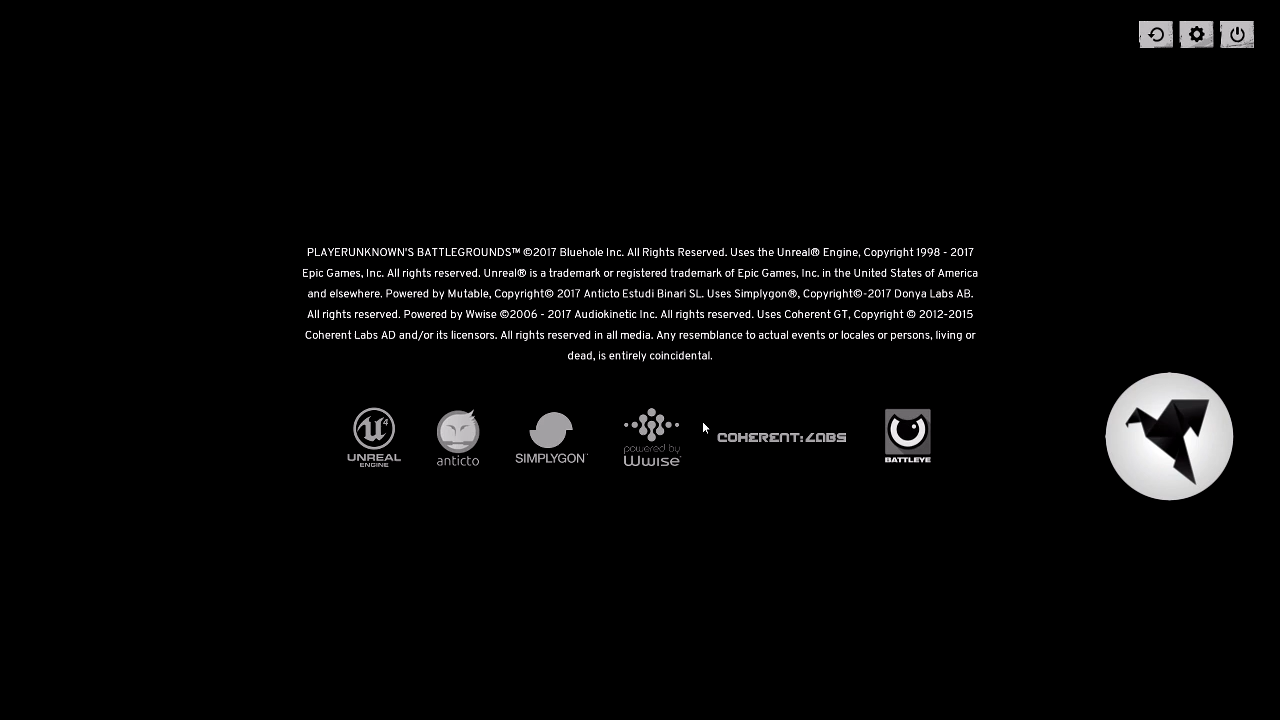 PLAYERUNKNOWN'S BATTLEGROUNDS™ ©2017 Bluehole Inc. All Rights Reserved. Uses the Unreal® Engine, Copyright 1998 - 2017
Epic Games, Inc. All rights reserved. Unreal® is a trademark or registered trademark of Epic Games, Inc. in the United States of America
and elsewhere. Powered by Mutable, Copyright© 2017 Anticto Estudi Binari SL. Uses Simplygon®, Copyright©-2017 Donya Labs AB.
All rights reserved. Powered by Wwise ©2006 - 2017 Audiokinetic Inc. All rights reserved. Uses Coherent GT, Copyright © 2012-2015
Coherent Labs AD and/or its licensors. All rights reserved in all media. Any resemblance to actual events or locales or persons, living or
dead, is entirely coincidental.
4
UNREAL
ENGINE
anticto
SIMPLYGON
powered by
Wwise
COHERENT:LABS
BATTLEYE